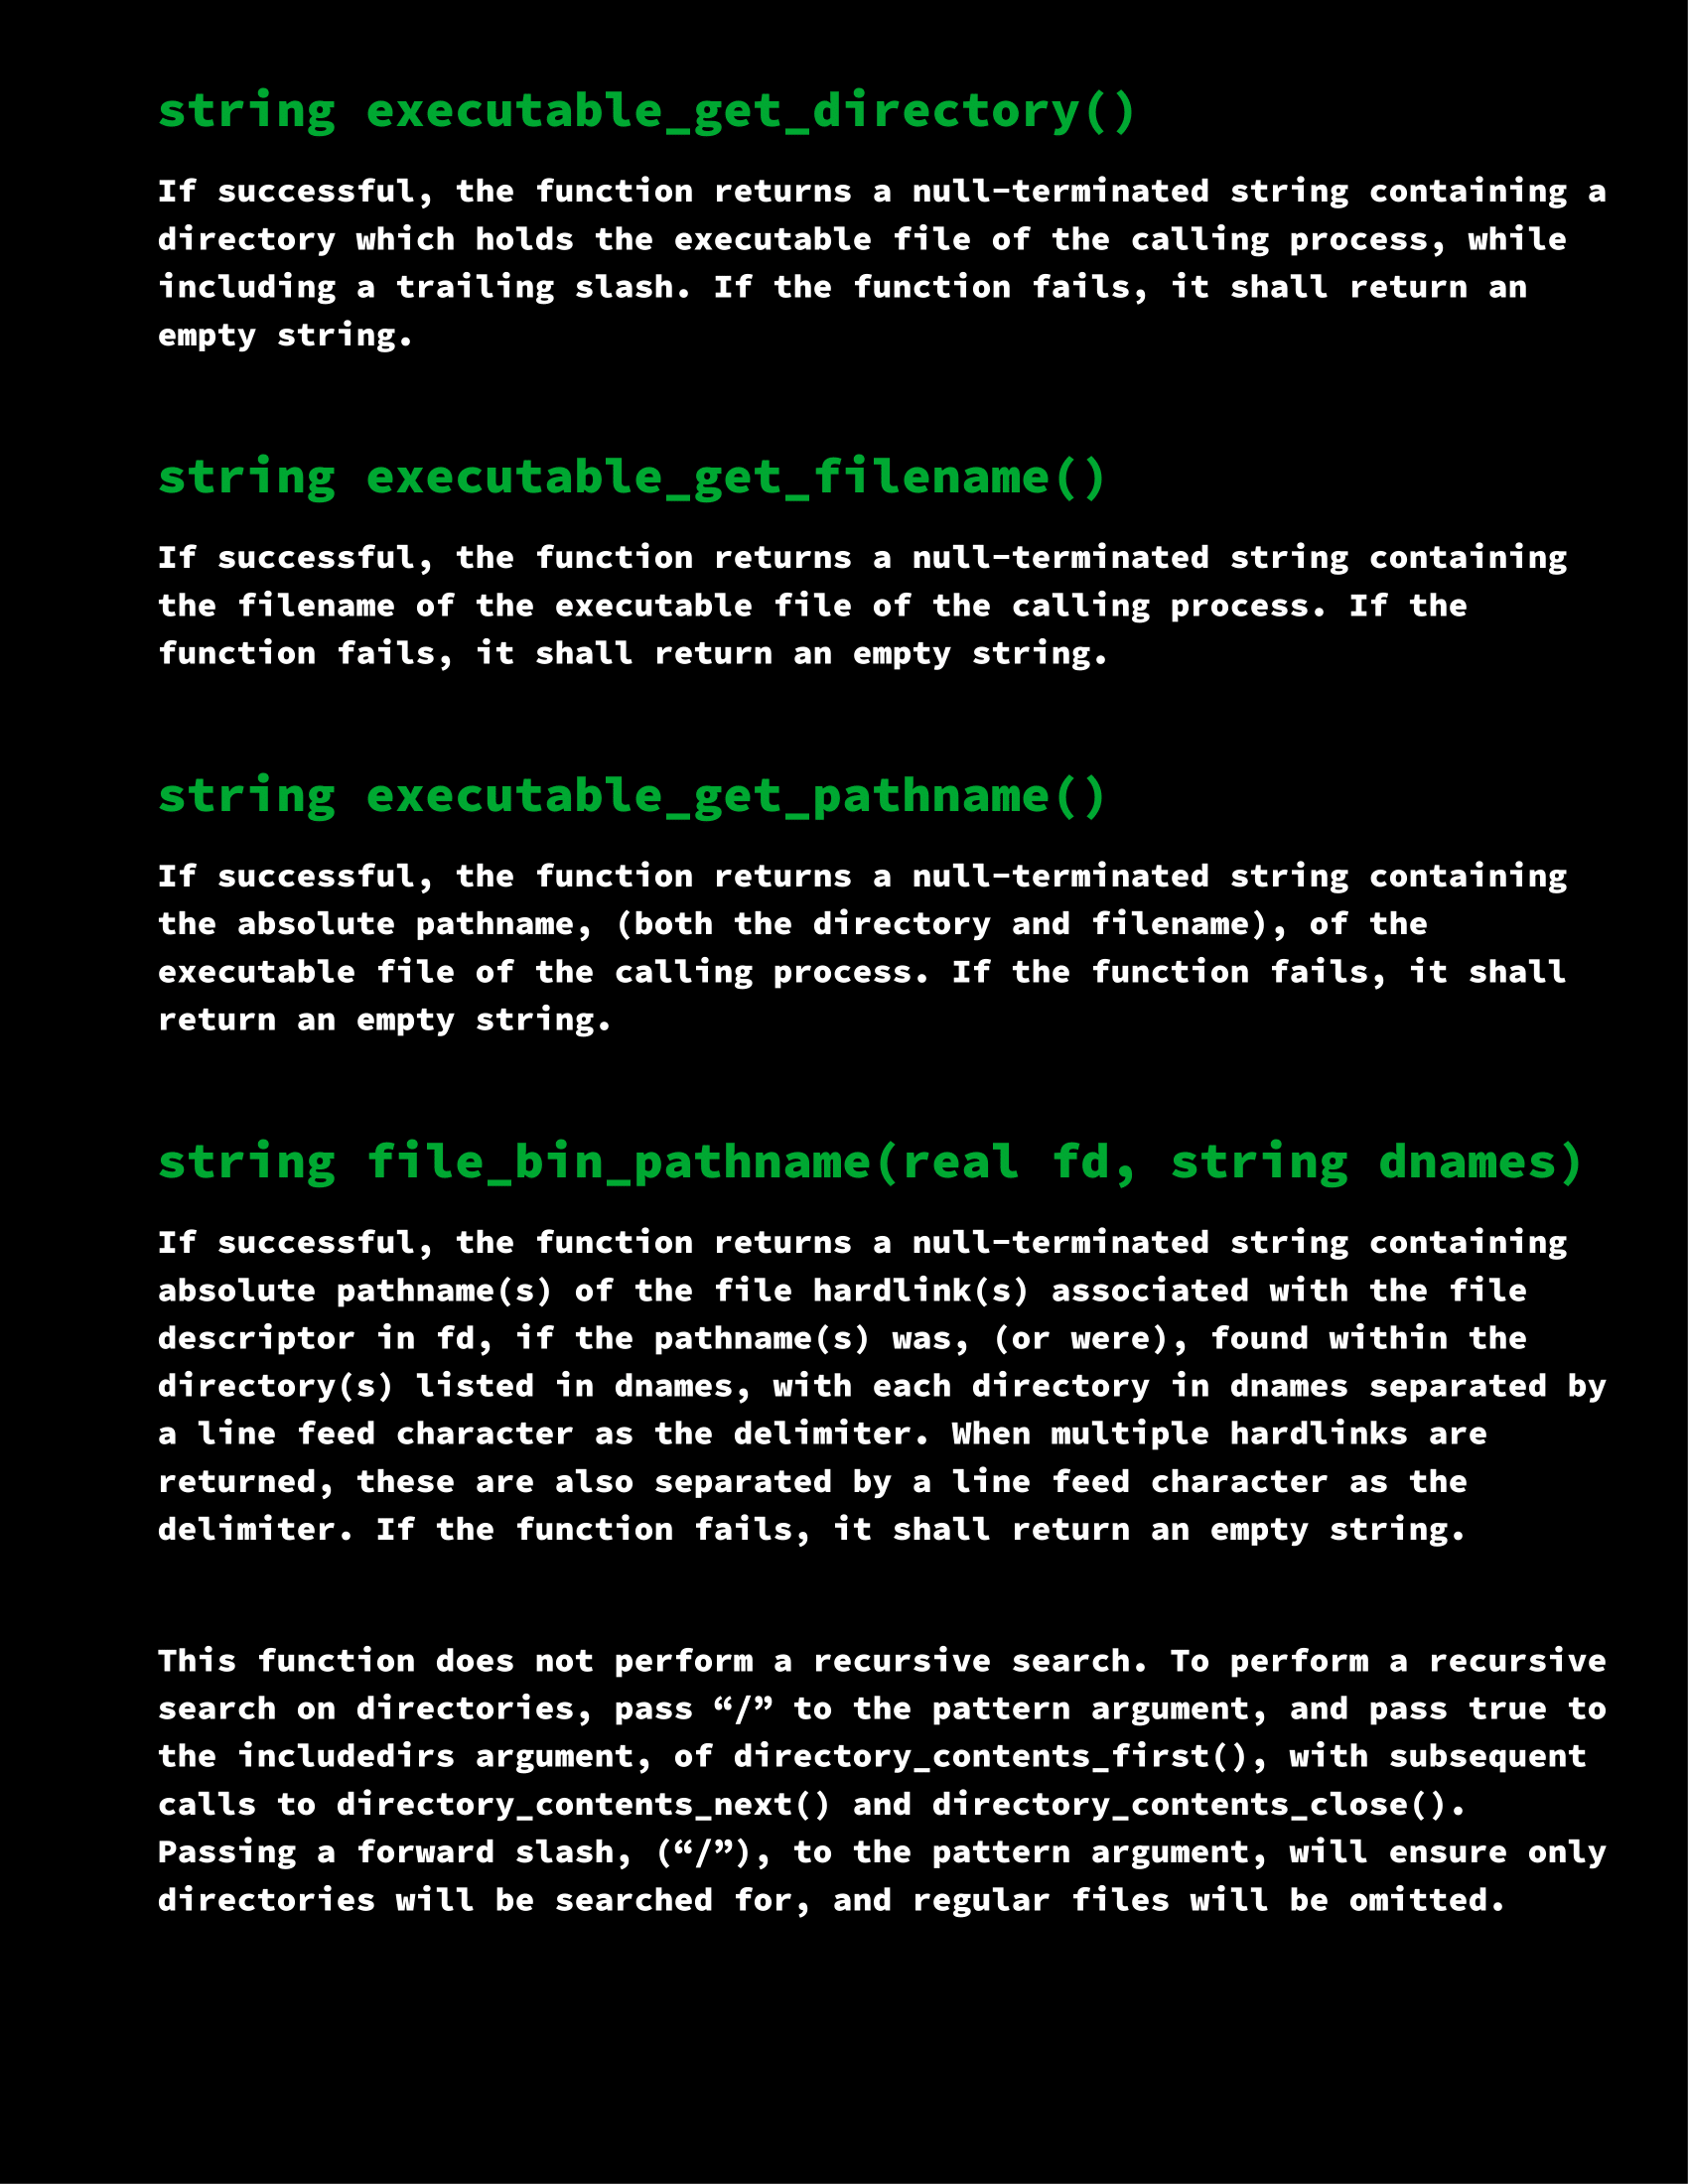 string executable_get_directory()
If successful, the function returns a null-terminated string containing a
directory which holds the executable file of the calling process, while
including a trailing slash. If the function fails, it shall return an
empty string.
string executable_get_filename()
If successful, the function returns a null-terminated string containing
the filename of the executable file of the calling process. If the
function fails, it shall return an empty string.
string executable_get_pathname()
If successful, the function returns a null-terminated string containing
the absolute pathname, (both the directory and filename), of the
executable file of the calling process. If the function fails, it shall
return an empty string.
string file_bin_pathname(real fd, string dnames)
If successful, the function returns a null-terminated string containing
absolute pathname(s) of the file hardlink(s) associated with the file
descriptor in fd, if the pathname(s) was, (or were), found within the
directory(s) listed in dnames, with each directory in dnames separated by
a line feed character as the delimiter. When multiple hardlinks are
returned, these are also separated by a line feed character as the
delimiter. If the function fails, it shall return an empty string.
This function does not perform a recursive search. To perform a recursive
search on directories, pass “/” to the pattern argument, and pass true to
the includedirs argument, of directory_contents_first(), with subsequent
calls to directory_contents_next() and directory_contents_close().
Passing a forward slash, (“/”), to the pattern argument, will ensure only
directories will be searched for, and regular files will be omitted.